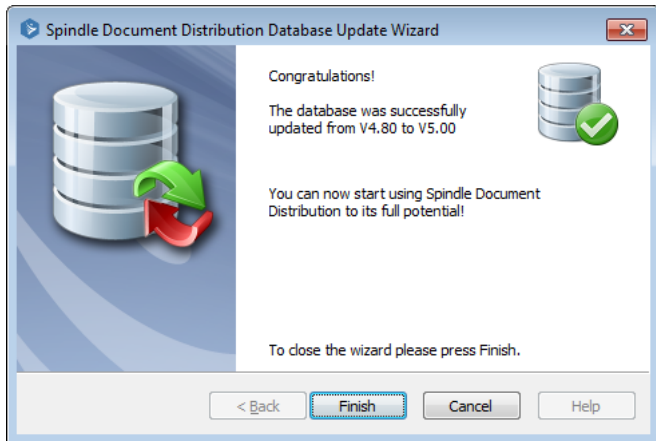 Spindle Document Distribution Database Update Wizard
Congratulations!
The database was successfully
updated from V4.80 to V5.00
You can now start using Spindle Document
Distribution to its full potential!
To close the wizard please press Finish.
< Back
Finish
Cancel
Help